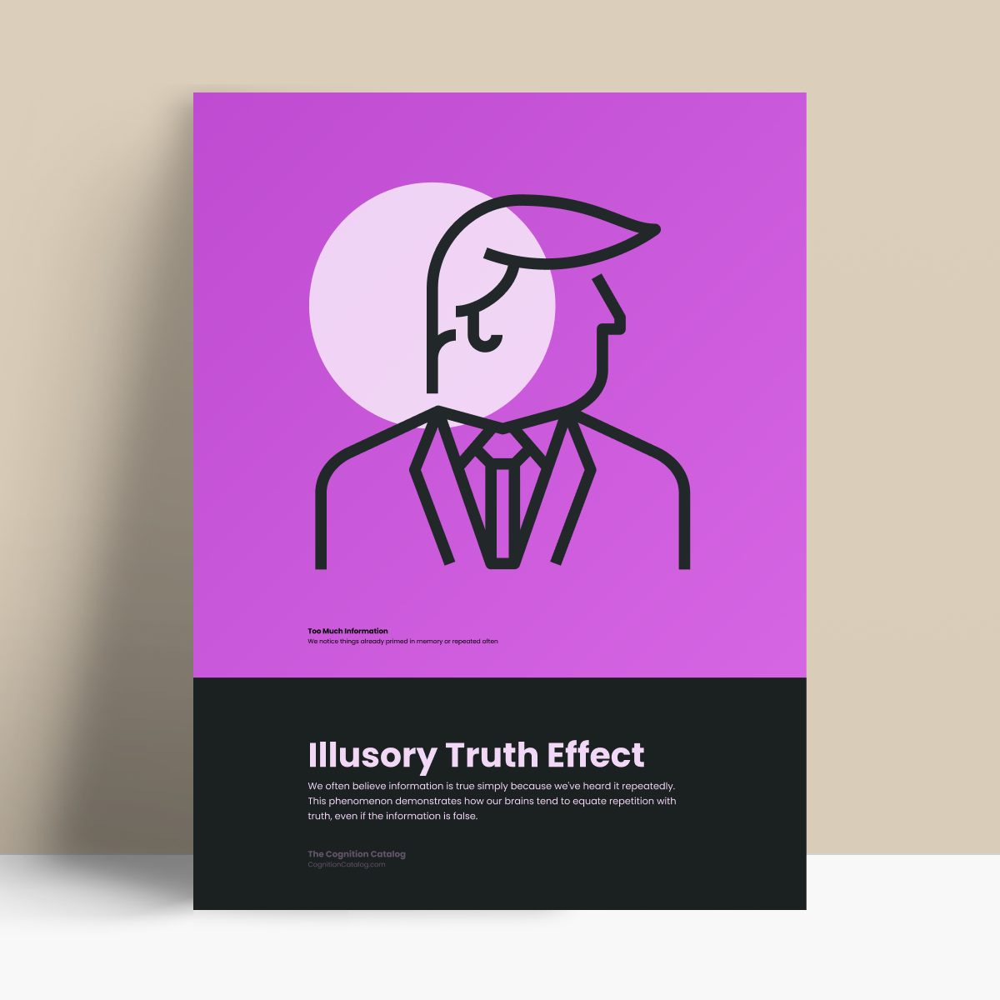 Too Much Information
We notice things already primed in memory or repeated often
Illusory Truth Effect
We often believe information is true simply because we've heard it repeatedly.
This phenomenon demonstrates how our brains tend to equate repetition with
truth, even if the information is false.
The Cognition Catalog
CognitionCatalog.com